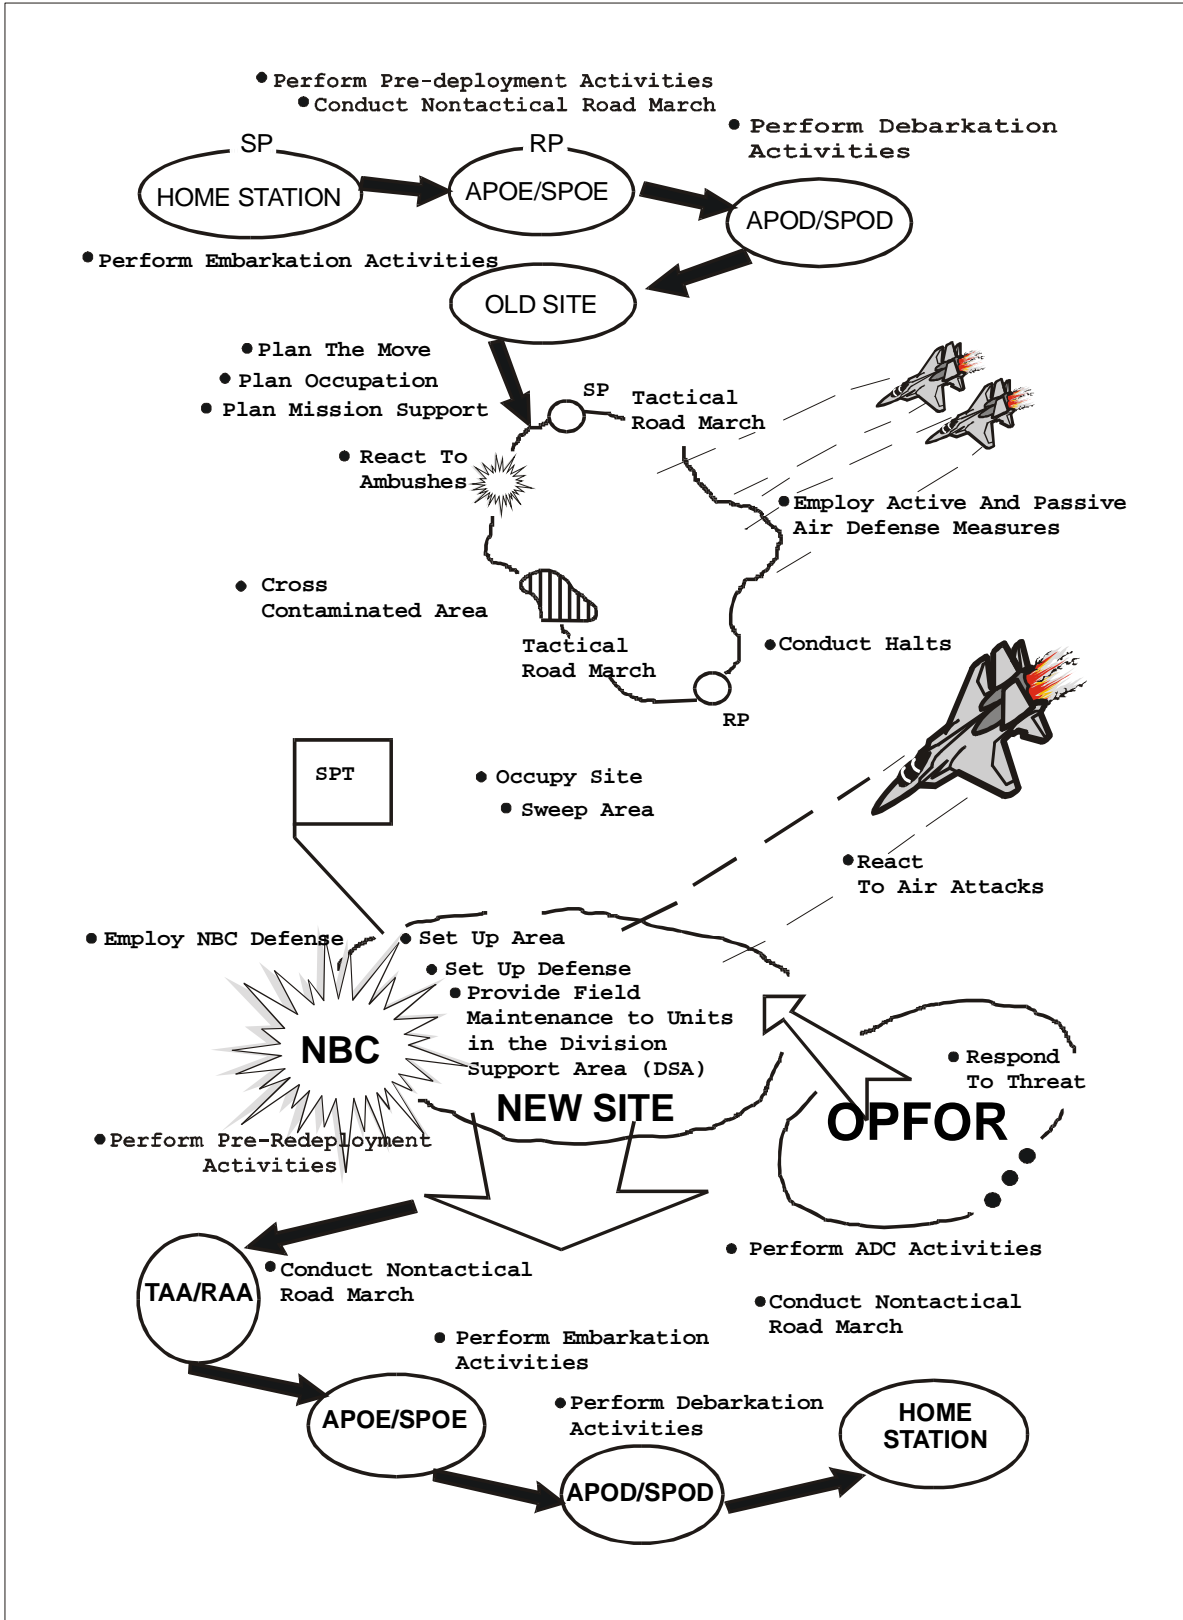 ● Perform Pre-deployment Activities
● Conduct Nontactical Road March
● Perform Debarkation
Activities
SP
HOME STATION
RP
APOE/SPOE
APOD/SPOD
● Perform Embarkation Activities
OLD SITE
● Plan The Move
● Plan Occupation
● Plan Mission Support
SP
Tactical
Road March
● React To
Ambushes
● Employ Active And Passive
Air Defense Measures
● Cross
Contaminated Area
Tactical
Road March
● Conduct Halts
RP
SPT
● Occupy Site
● Sweep Area
● React
To Air Attacks
● Employ NBC Defense
● Set Up Area
● Set Up Defense
● Provide Field
Maintenance to Units
in the Division
Support Area (DSA)
NBC
NEW SITE
● Respond
To Threat
OPFOR
● Perform Pre-Redeployment
Activities
● Perform ADC Activities
TAA/RAA
● Conduct Nontactical
Road March
● Conduct Nontactical
Road March
● Perform Embarkation
Activities
APOE/SPOE
● Perform Debarkation
Activities
APOD/SPOD
HOME
STATION